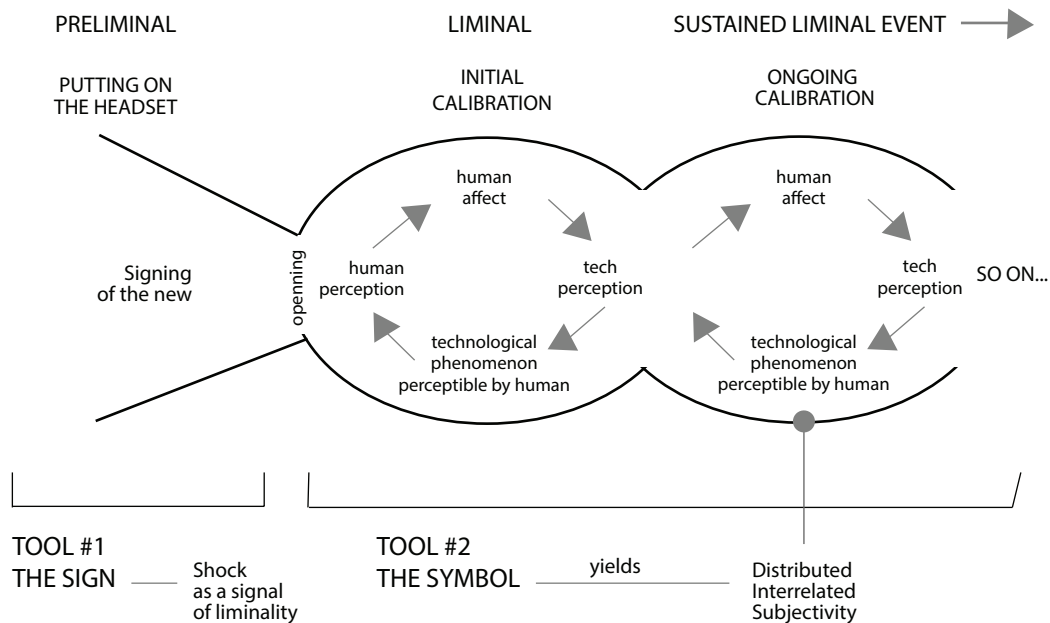 PRELIMINAL
LIMINAL
SUSTAINED LIMINAL EVENT
PUTTING ON
THE HEADSET
INITIAL
CALIBRATION
ONGOING
CALIBRATION
Signing
of the new
openning
human
affect
human
perception
tech
perception
technological
phenomenon
perceptible by human
human
affect
tech
perception
technological
phenomenon
perceptible by human
SO ON...
TOOL #1
THE SIGN
Shock
as a signal
of liminality
TOOL #2
THE SYMBOL
yields
Distributed
Interrelated
Subjectivity